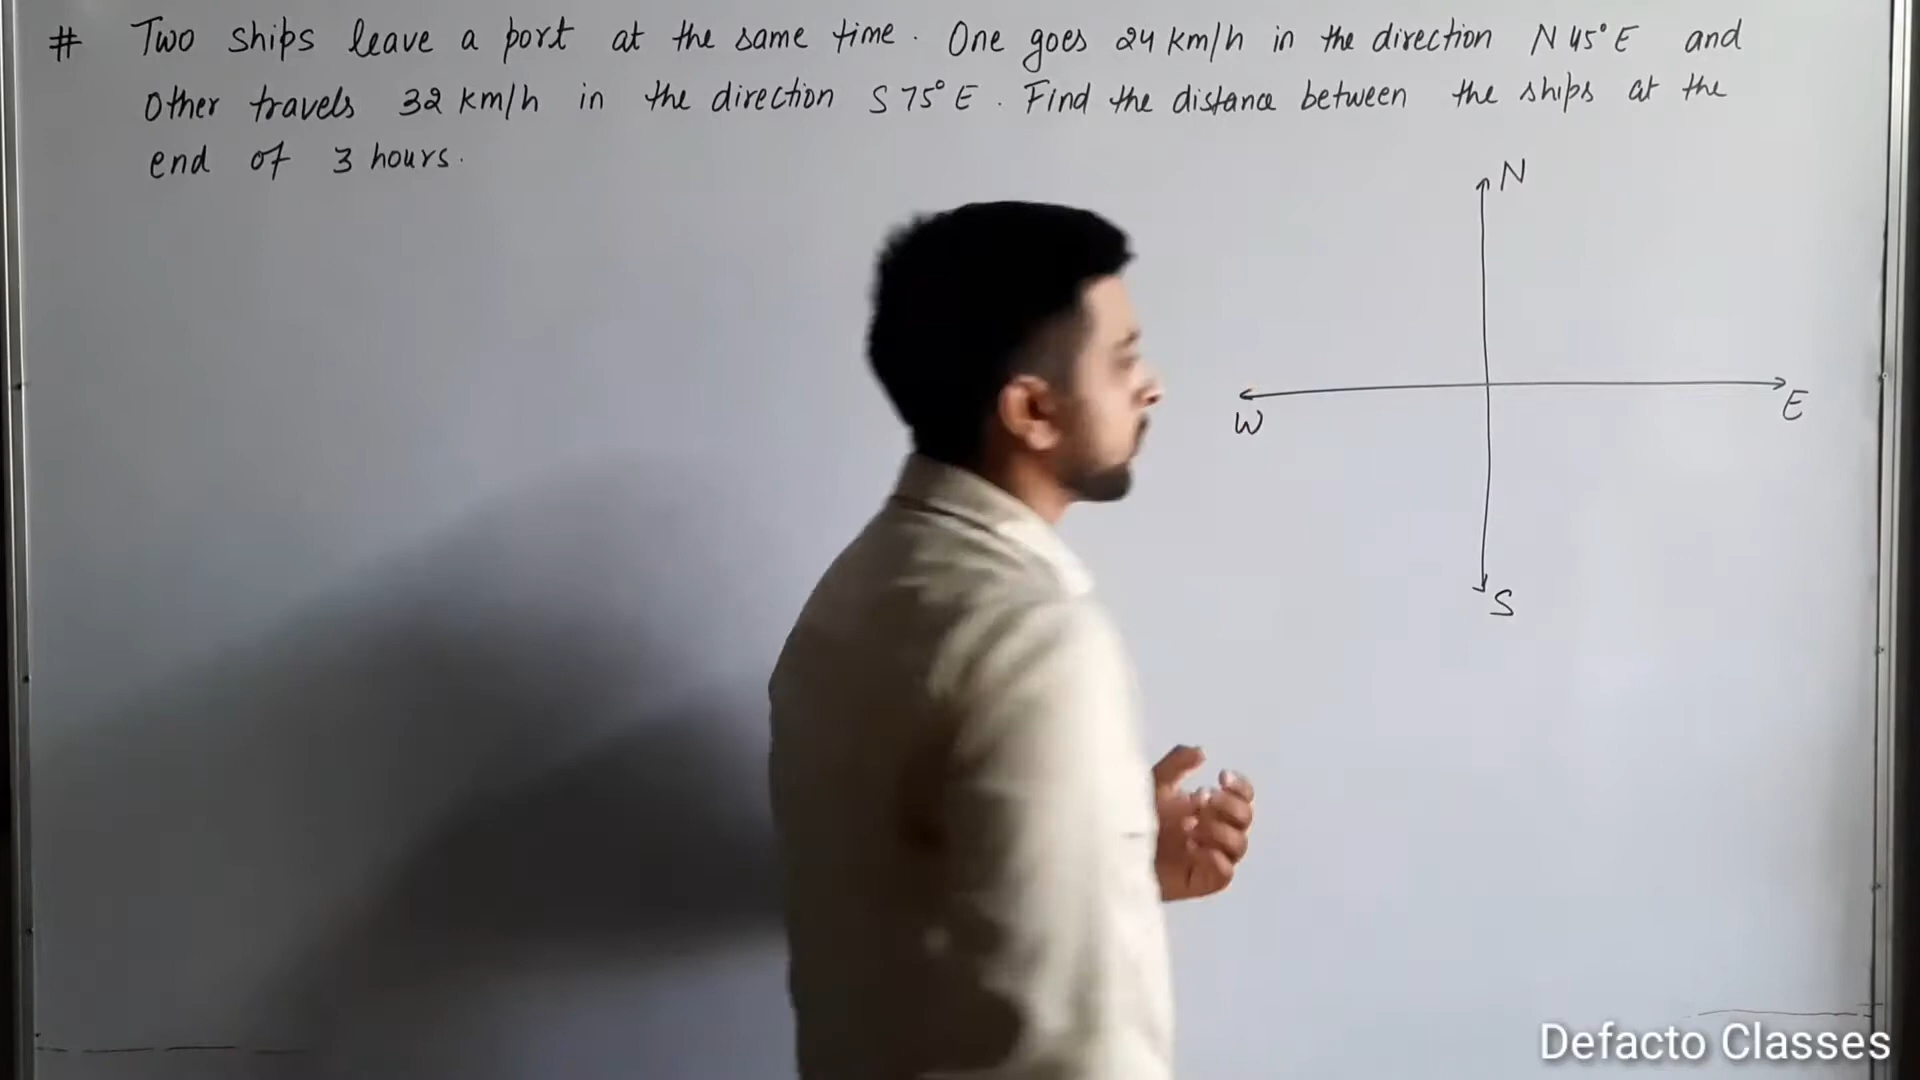 # Two ships leave a port at the same time. One goes 24 km/h in the direction N 45° E and
Other travels 32 km/h in the direction S 75° E. Find the distance between the ships at the
end of 3 hours.
N
W
E
S
Defacto Classes